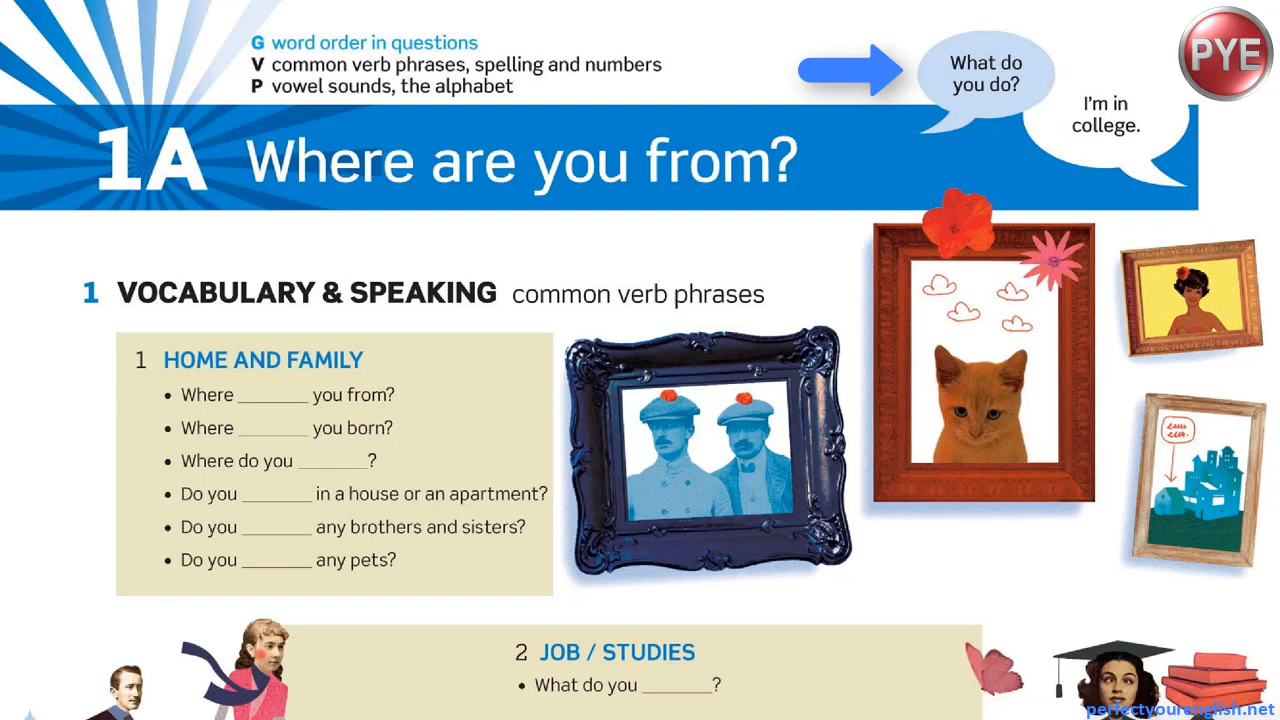 G word order in questions
V common verb phrases, spelling and numbers
P vowel sounds, the alphabet
What do
you do?
I'm in
college.
PYE
1A Where are you from?
1 VOCABULARY & SPEAKING common verb phrases
1 HOME AND FAMILY
• Where ________ you from?
• Where ________ you born?
• Where do you ________?
• Do you ________ in a house or an apartment?
• Do you ________ any brothers and sisters?
• Do you ________ any pets?
2 JOB / STUDIES
• What do you ________?
perfectyourenglish.net